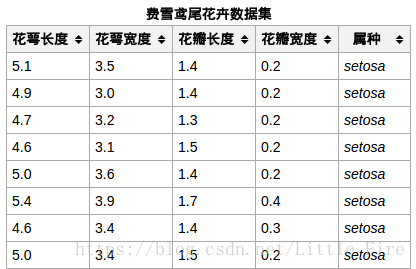 费雪鸢尾花卉数据集
花萼长度 花萼宽度 花瓣长度 花瓣宽度 属种
5.1 3.5 1.4 0.2 setosa
4.9 3.0 1.4 0.2 setosa
4.7 3.2 1.3 0.2 setosa
4.6 3.1 1.5 0.2 setosa
5.0 3.6 1.4 0.2 setosa
5.4 3.9 1.7 0.4 setosa
4.6 3.4 1.4 0.3 setosa
5.0 3.4 1.5 0.2 setosa
https://blog.csdn.net/Little_Fire